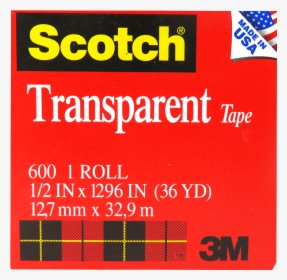 Scotch®
MADE IN
USA
Transparent Tape
600 1 ROLL
1/2 IN x 1296 IN (36 YD)
12,7 mm x 32,9 m
™
3M